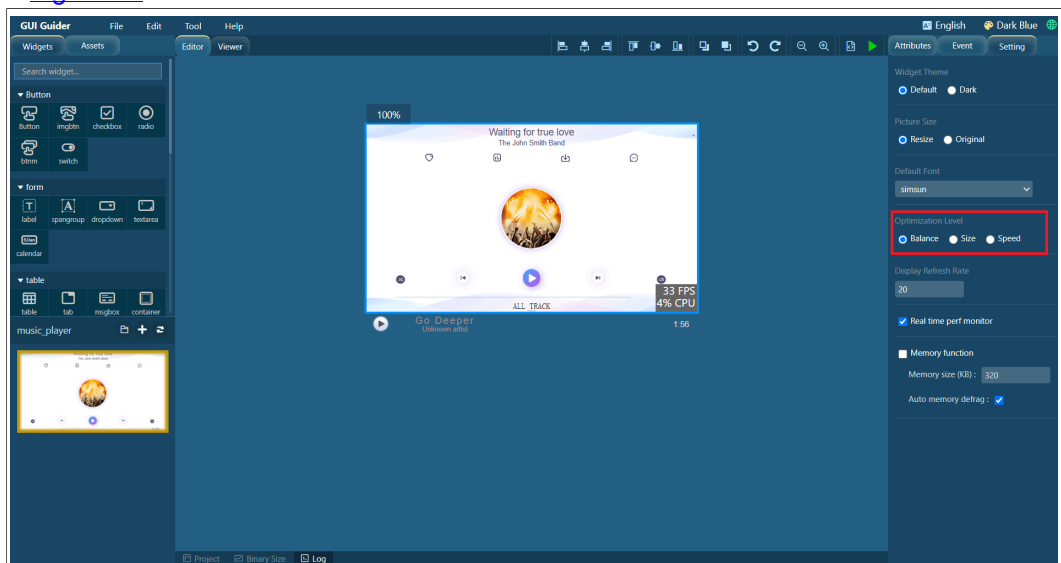 GUI Guider File Edit Tool Help English Dark Blue
Widgets Assets Editor Viewer Attributes Event Setting
Search widget...
Button
Button imgbtn checkbox radio
btnm switch
form
label spangroup dropdown textarea
calendar
table
table tab msgbox container
music_player
100%
Waiting for true love
The John Smith Band
33 FPS
4% CPU
ALL TRACK
Go Deeper
Unknown artist
1:56
Widget Theme
Default Dark
Picture Size
Resize Original
Default Font
simsun
Optimization Level
Balance Size Speed
Display Refresh Rate
20
Real time perf monitor
Memory function
Memory size (KB) : 320
Auto memory defrag :
Project Binary Size Log